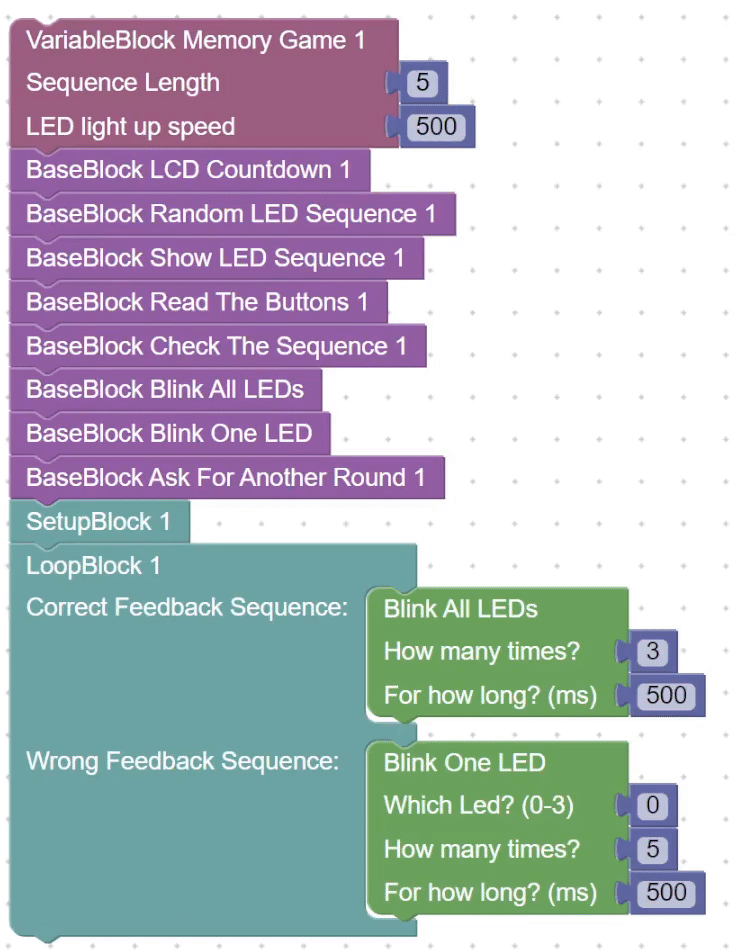 VariableBlock Memory Game 1
Sequence Length 5
LED light up speed 500
BaseBlock LCD Countdown 1
BaseBlock Random LED Sequence 1
BaseBlock Show LED Sequence 1
BaseBlock Read The Buttons 1
BaseBlock Check The Sequence 1
BaseBlock Blink All LEDs
BaseBlock Blink One LED
BaseBlock Ask For Another Round 1
SetupBlock 1
LoopBlock 1
Correct Feedback Sequence: Blink All LEDs
How many times? 3
For how long? (ms) 500
Wrong Feedback Sequence: Blink One LED
Which Led? (0-3) 0
How many times? 5
For how long? (ms) 500